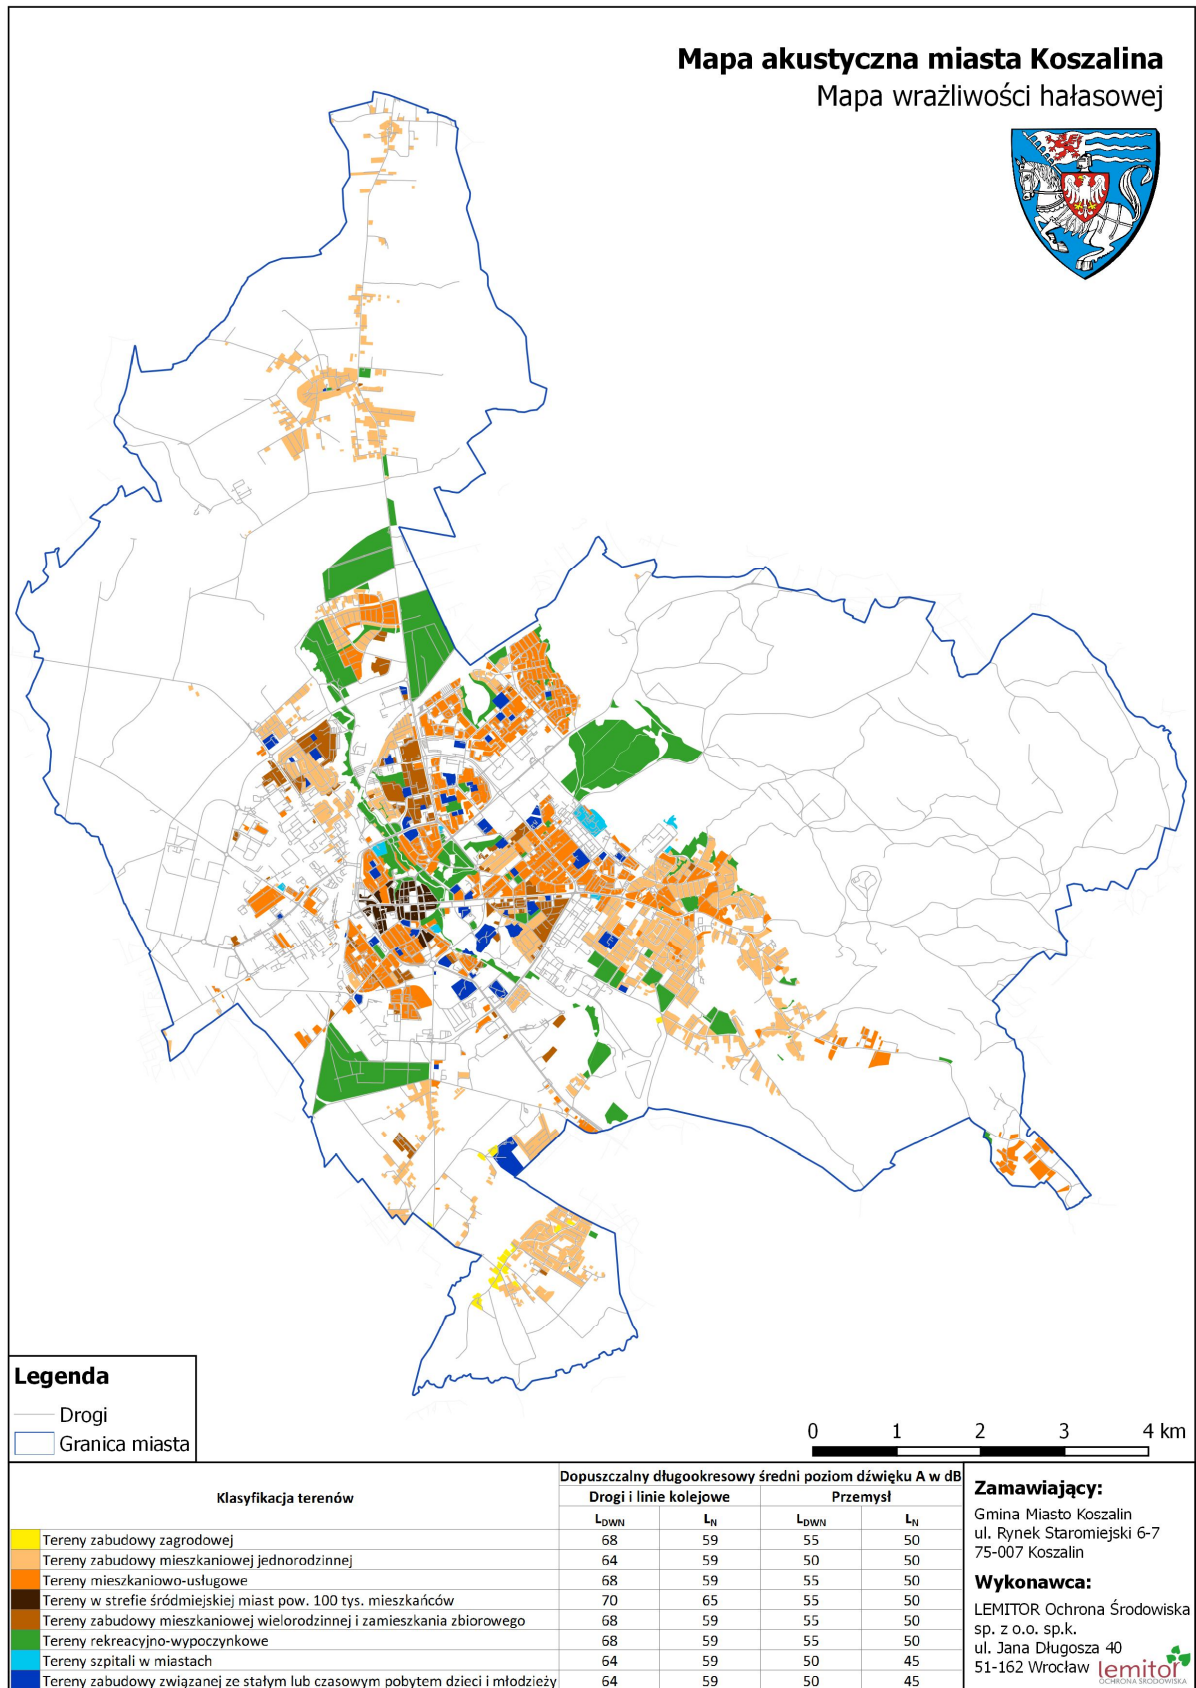 Mapa akustyczna miasta Koszalina
Mapa wrażliwości hałasowej
Legenda
Drogi
Granica miasta
0 1 2 3 4 km
Klasyfikacja terenów
Dopuszczalny długookresowy średni poziom dźwięku A w dB
Drogi i linie kolejowe Przemysł
LDWN LN LDWN LN
Tereny zabudowy zagrodowej 68 59 55 50
Tereny zabudowy mieszkaniowej jednorodzinnej 64 59 50 50
Tereny mieszkaniowo-usługowe 68 59 55 50
Tereny w strefie śródmiejskiej miast pow. 100 tys. mieszkańców 70 65 55 50
Tereny zabudowy mieszkaniowej wielorodzinnej i zamieszkania zbiorowego 68 59 55 50
Tereny rekreacyjno-wypoczynkowe 68 59 55 50
Tereny szpitali w miastach 64 59 50 45
Tereny zabudowy związanej ze stałym lub czasowym pobytem dzieci i młodzieży 64 59 50 45
Zamawiający:
Gmina Miasto Koszalin
ul. Rynek Staromiejski 6-7
75-007 Koszalin
Wykonawca:
LEMITOR Ochrona Środowiska
sp. z o.o. sp.k.
ul. Jana Długosza 40
51-162 Wrocław
lemitor
OCHRONA ŚRODOWISKA